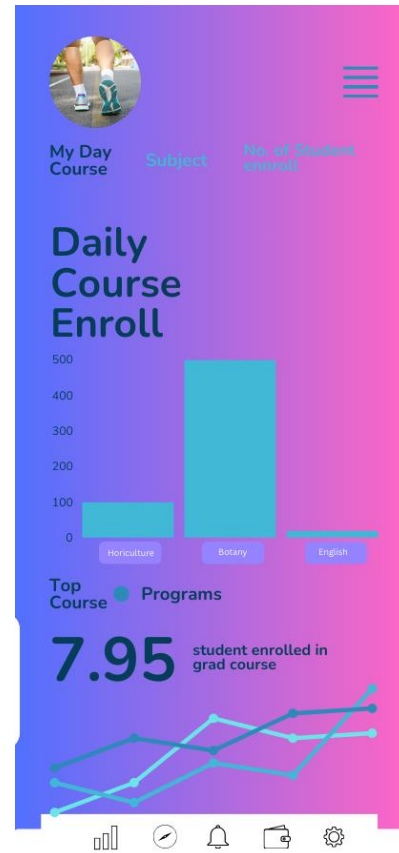 My Day
Course
Subject
No. of Student
ennroll
Daily
Course
Enroll
500
400
300
200
100
0
Horiculture
Botany
English
Top
Course
Programs
7.95
student enrolled in
grad course